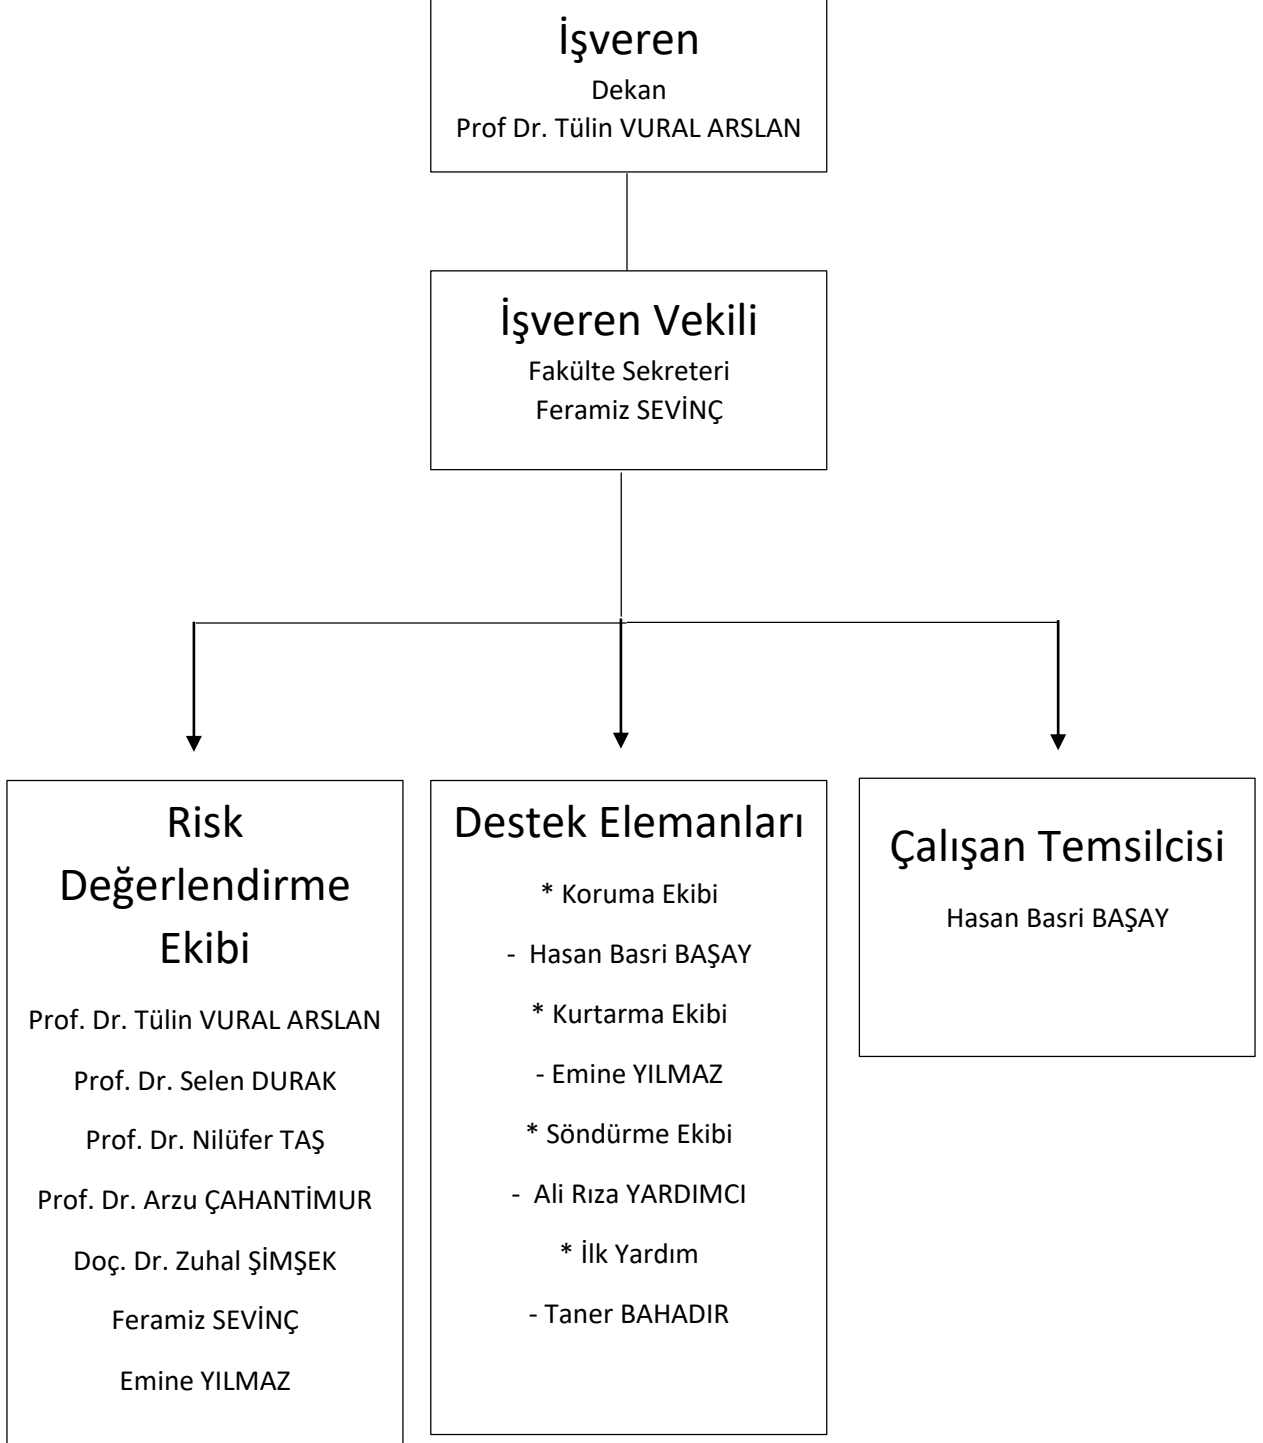 İşveren
Dekan
Prof Dr. Tülin VURAL ARSLAN
İşveren Vekili
Fakülte Sekreteri
Feramiz SEVİNÇ
Risk
Değerlendirme
Ekibi
Prof. Dr. Tülin VURAL ARSLAN
Prof. Dr. Selen DURAK
Prof. Dr. Nilüfer TAŞ
Prof. Dr. Arzu ÇAHANTİMUR
Doç. Dr. Zuhal ŞİMŞEK
Feramiz SEVİNÇ
Emine YILMAZ
Destek Elemanları
* Koruma Ekibi
- Hasan Basri BAŞAY
* Kurtarma Ekibi
- Emine YILMAZ
* Söndürme Ekibi
- Ali Rıza YARDIMCI
* İlk Yardım
- Taner BAHADIR
Çalışan Temsilcisi
Hasan Basri BAŞAY